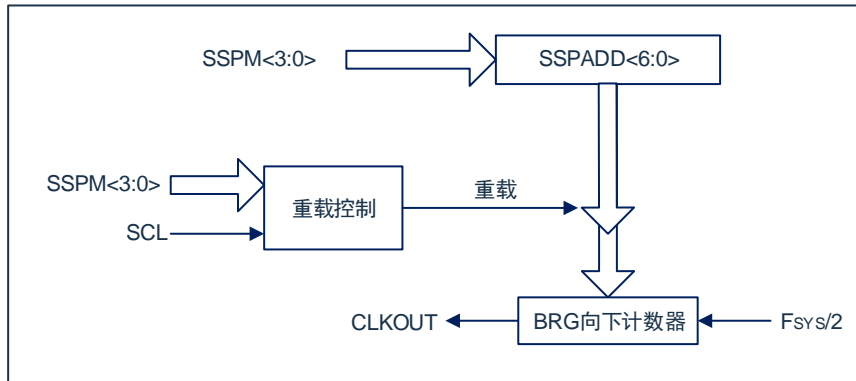 SSPM<3:0>
SSPADD<6:0>
SSPM<3:0>
重载控制
重载
SCL
CLKOUT
BRG向下计数器
FSYS/2